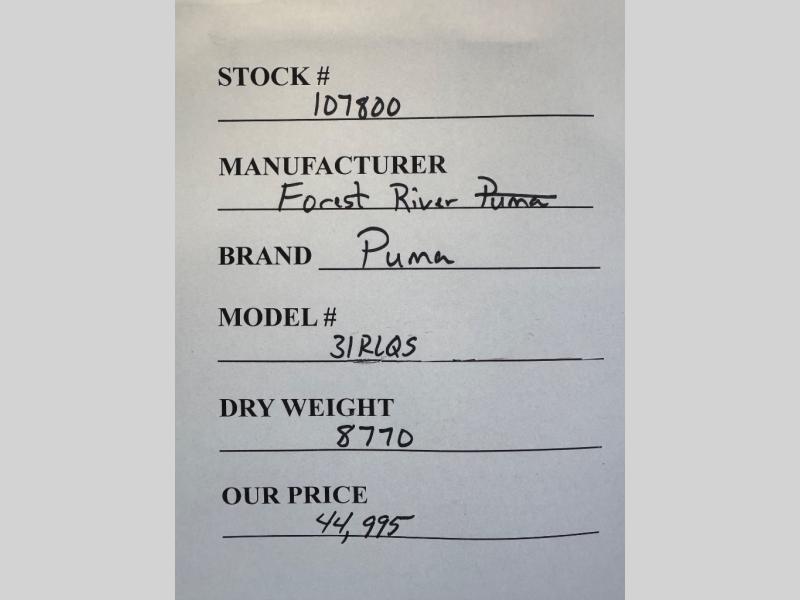 STOCK #
107800
MANUFACTURER
Forest River Puma
BRAND Puma
MODEL #
31RLQS
DRY WEIGHT
8770
OUR PRICE
44,995